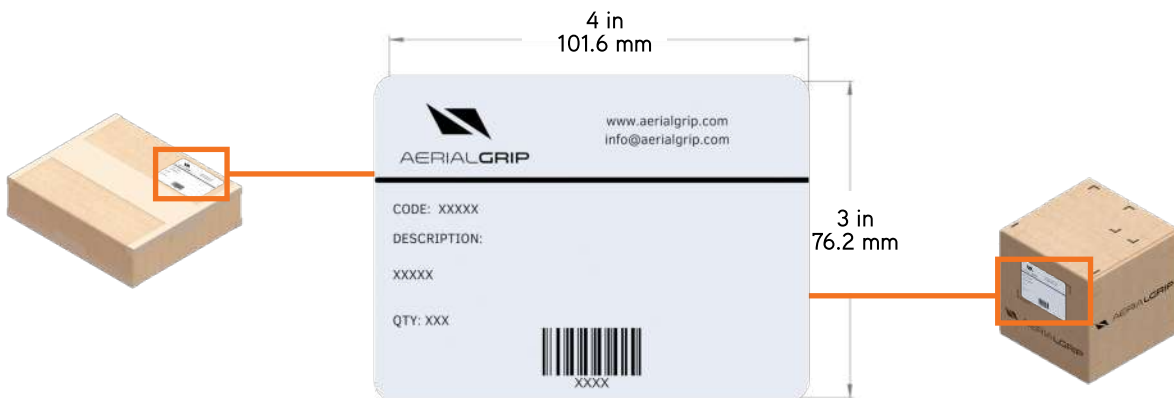 4 in
101.6 mm
www.aerialgrip.com
info@aerialgrip.com
AERIALGRIP
CODE: XXXXX
DESCRIPTION:
XXXXX
QTY: XXX
XXXX
3 in
76.2 mm
AERIALGRIP
AERIALGRIP